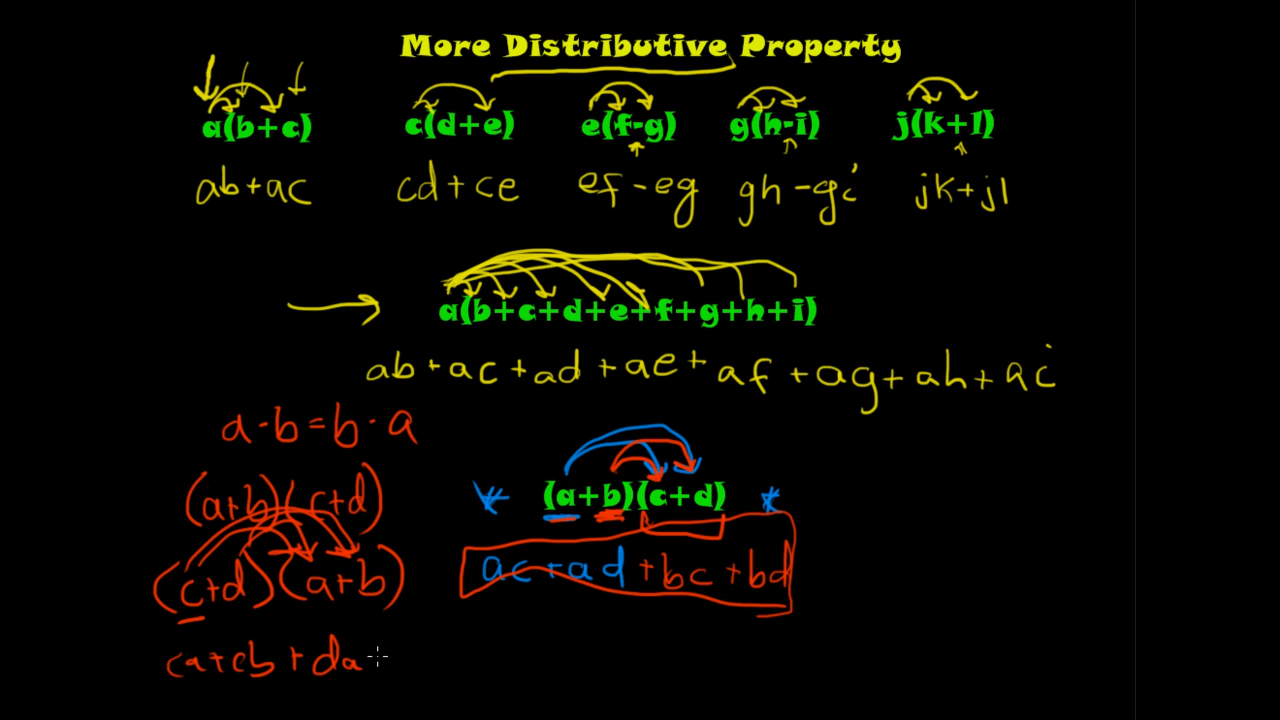 More Distributive Property
a(b+c) c(d+e) e(f-g) g(h-i) j(k+l)
ab+ac cd+ce ef-eg gh-gi jk+jl
a(b+c+d+e+f+g+h+i)
ab+ac+ad+ae+af+ag+ah+ai
a·b=b·a
(a+b)(c+d) (a+b)(c+d)
(c+d)(a+b) ac+ad+bc+bd
ca+cb+da